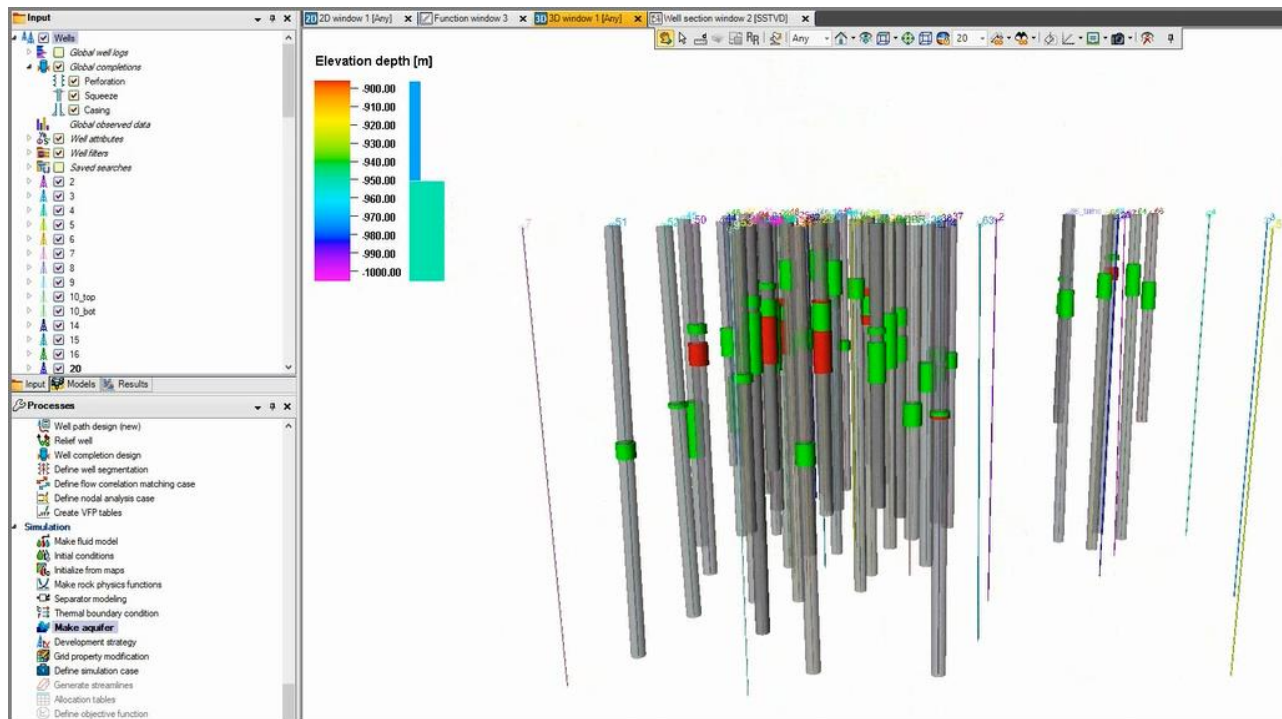 Input
Wells
Global well logs
Global completions
Perforation
Squeeze
Casing
Global observed data
Well attributes
Well filters
Saved searches
2
3
4
5
6
7
8
9
10_top
10_bot
14
15
16
20
Input Models Results
Processes
Well path design (new)
Relief well
Well completion design
Define well segmentation
Define flow correlation matching case
Define nodal analysis case
Create VFP tables
Simulation
Make fluid model
Initial conditions
Initialize from maps
Make rock physics functions
Separator modeling
Thermal boundary condition
Make aquifer
Development strategy
Grid property modification
Define simulation case
Generate streamlines
Allocation tables
Define objective function
2D window 1 [Any] Function window 3 3D window 1 [Any] Well section window 2 [SSTVD]
Any 20
Elevation depth [m]
-900.00
-910.00
-920.00
-930.00
-940.00
-950.00
-960.00
-970.00
-980.00
-990.00
-1000.00
7 51 50 37 63 2 4 3